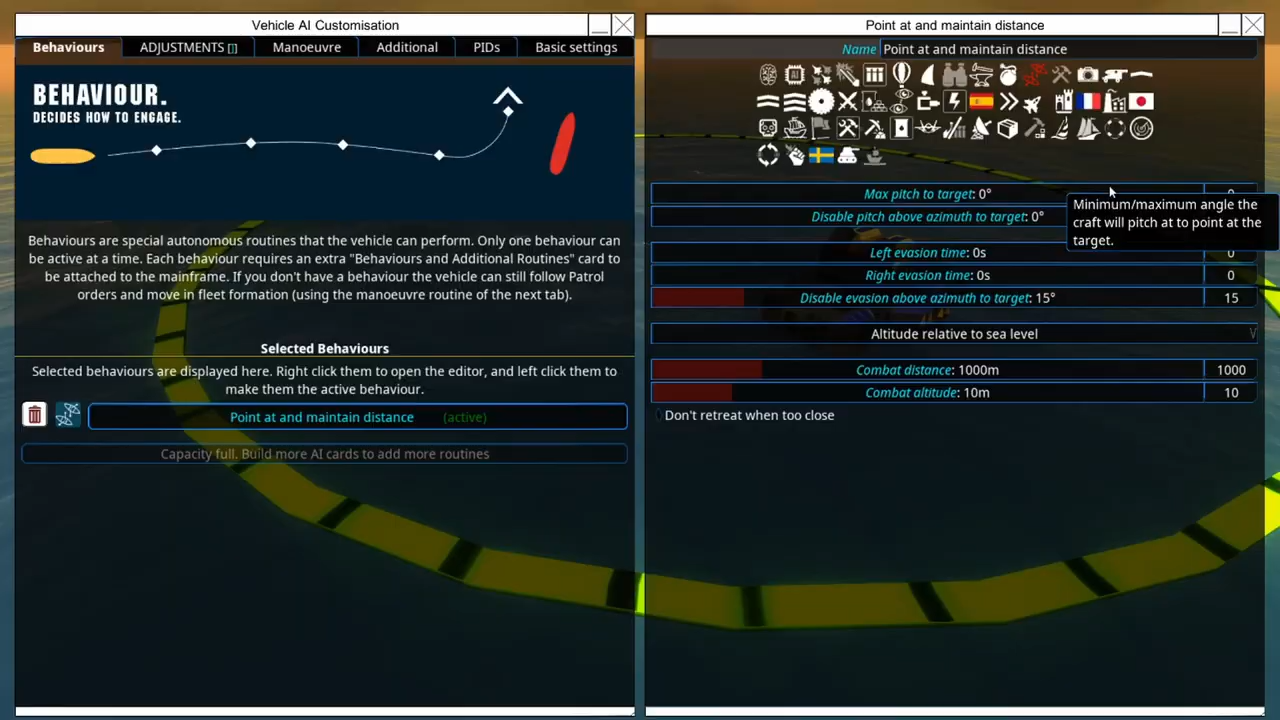 Vehicle AI Customisation
Behaviours
ADJUSTMENTS []
Manoeuvre
Additional
PIDs
Basic settings
BEHAVIOUR.
DECIDES HOW TO ENGAGE.
Behaviours are special autonomous routines that the vehicle can perform. Only one behaviour can
be active at a time. Each behaviour requires an extra "Behaviours and Additional Routines" card to
be attached to the mainframe. If you don't have a behaviour the vehicle can still follow Patrol
orders and move in fleet formation (using the manoeuvre routine of the next tab).
Selected Behaviours
Selected behaviours are displayed here. Right click them to open the editor, and left click them to
make them the active behaviour.
Point at and maintain distance (active)
Capacity full. Build more AI cards to add more routines
Point at and maintain distance
Name Point at and maintain distance
Max pitch to target: 0°
Disable pitch above azimuth to target: 0°
Minimum/maximum angle the
craft will pitch at to point at the
target.
Left evasion time: 0s
Right evasion time: 0s 0
Disable evasion above azimuth to target: 15° 15
Altitude relative to sea level V
Combat distance: 1000m 1000
Combat altitude: 10m 10
Don't retreat when too close